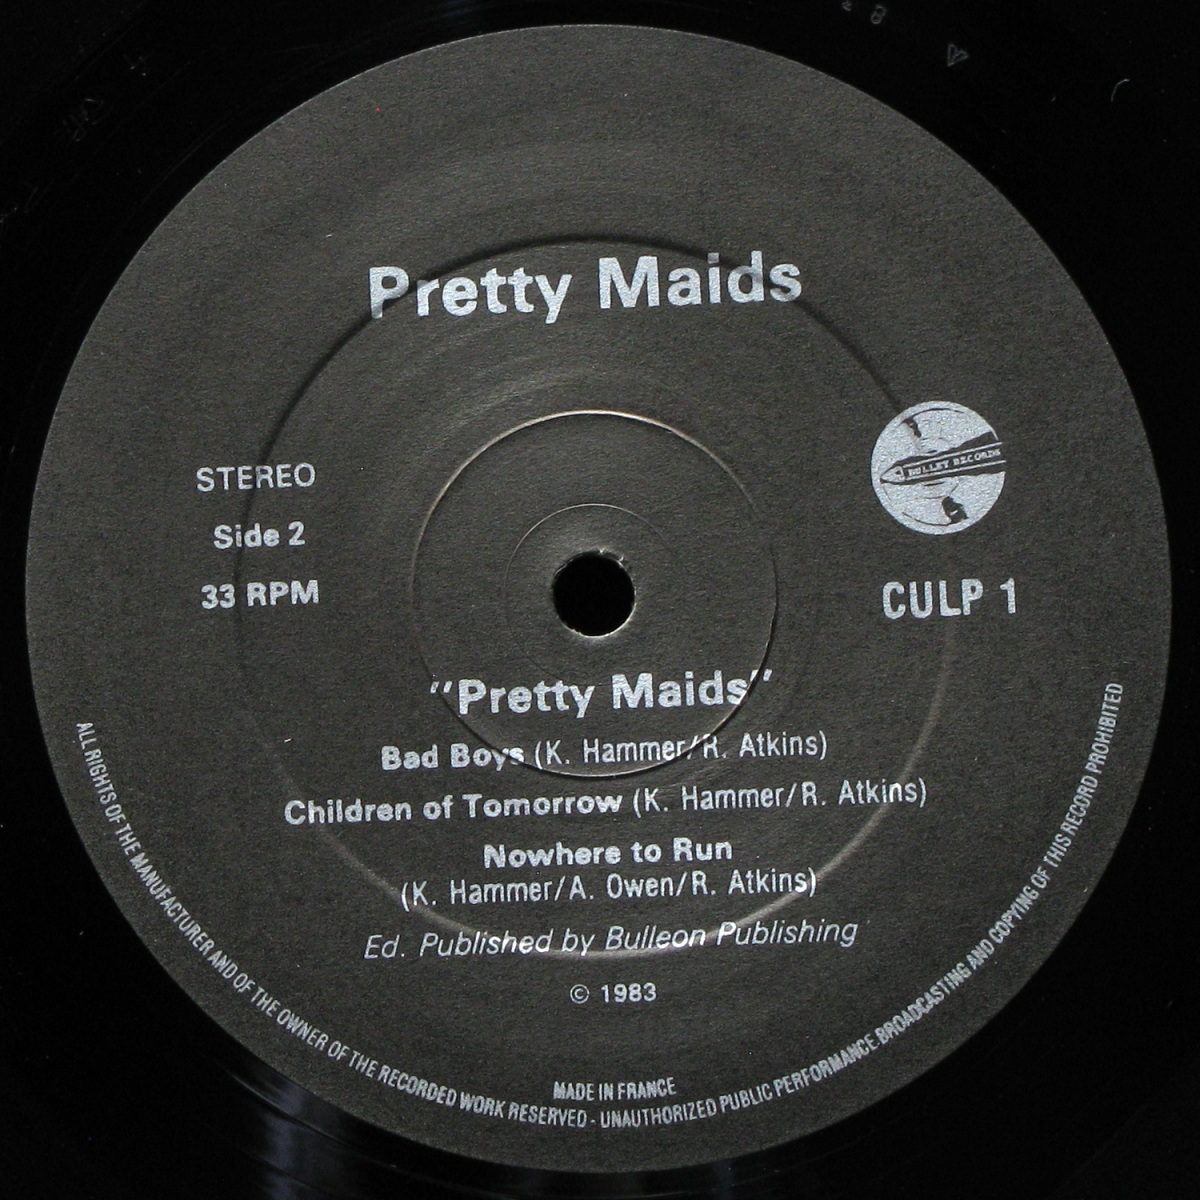 Pretty Maids
STEREO
Side 2
33 RPM
BULLET RECORDS
CULP 1
"Pretty Maids"
Bad Boys (K. Hammer/R. Atkins)
Children of Tomorrow (K. Hammer/R. Atkins)
Nowhere to Run
(K. Hammer/A. Owen/R. Atkins)
Ed. Published by Bulleon Publishing
© 1983
MADE IN FRANCE
ALL RIGHTS OF THE MANUFACTURER AND OF THE OWNER OF THE RECORDED WORK RESERVED - UNAUTHORIZED PUBLIC PERFORMANCE BROADCASTING AND COPYING OF THIS RECORD PROHIBITED